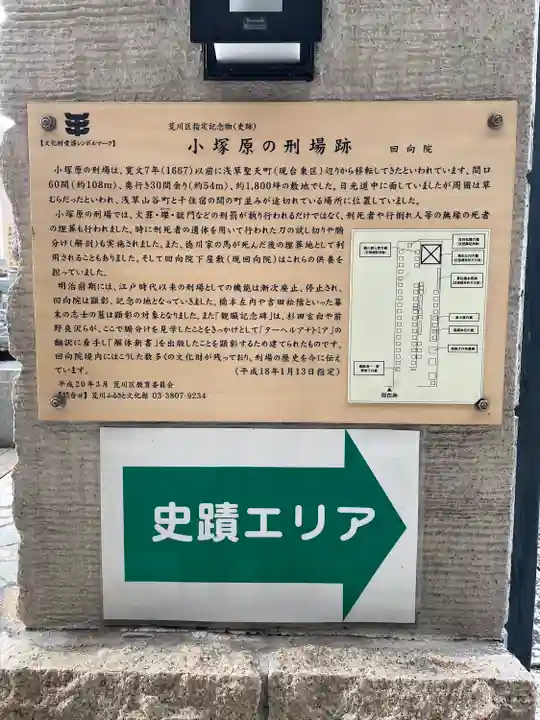 荒川区指定記念物(史跡)
【文化財愛護シンボルマーク】
小塚原の刑場跡 回向院
小塚原の刑場は、寛文7年(1667)以前に浅草聖天町(現台東区)辺りから移転してきたといわれています。間口
60間(約108m)、奥行き30間余り(約54m)、約1,800坪の敷地でした。日光道中に面していましたが周囲は草
むらだったといわれ、浅草山谷町と千住宿の間の町並みが途切れている場所に位置していました。
小塚原の刑場では、火罪・磔・獄門などの刑罰が執り行われるだけではなく、刑死者や行倒れ人等の無縁の死者
の埋葬も行われました。時に刑死者の遺体を用いて行われた刀の試し切りや腑
分け(解剖)も実施されました。また、徳川家の馬が死んだ後の埋葬地として利
用されることもありました。そして回向院下屋敷(現回向院)はこれらの供養を
担っていました。
明治前期には、江戸時代以来の刑場としての機能は漸次廃止、停止され、
回向院は顕彰、記念の地となっていきました。橋本左内や吉田松陰といった幕
末の志士の墓は顕彰の対象となりました。また「観臓記念碑」は、杉田玄白や前
野良沢らが、ここで腑分けを見学したことをきっかけとして「ターヘルアナトミア」の
翻訳に着手し「解体新書」を出版したことを顕彰するため建てられたものです。
回向院境内にはこうした数多くの文化財が残っており、刑場の歴史を今に伝え
ています。 (平成18年1月13日指定)
平成20年3月 荒川区教育委員会
【問合せ】荒川ふるさと文化館 03-3807-9234
現在地
史蹟エリア